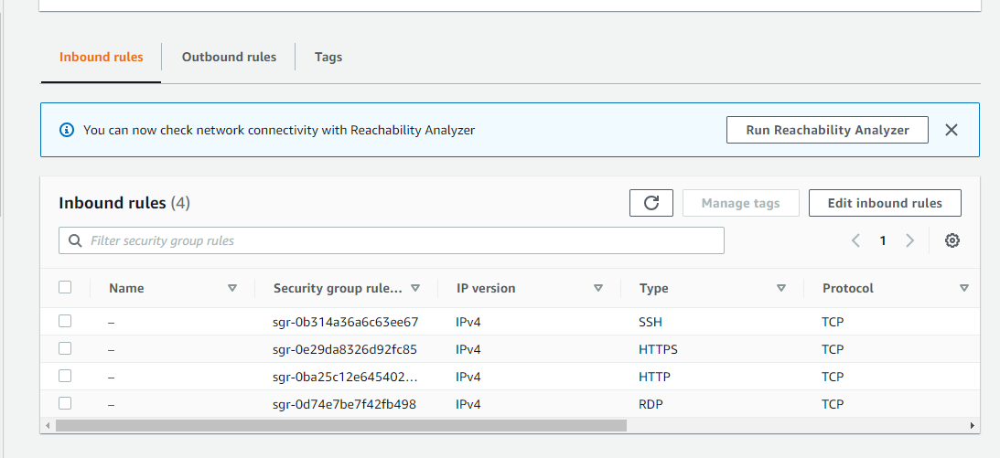 Inbound rules Outbound rules Tags
You can now check network connectivity with Reachability Analyzer Run Reachability Analyzer
Inbound rules (4) Manage tags Edit inbound rules
Filter security group rules 1
Name Security group rule... IP version Type Protocol
– sgr-0b314a36a6c63ee67 IPv4 SSH TCP
– sgr-0e29da8326d92fc85 IPv4 HTTPS TCP
– sgr-0ba25c12e645402... IPv4 HTTP TCP
– sgr-0d74e7be7f42fb498 IPv4 RDP TCP